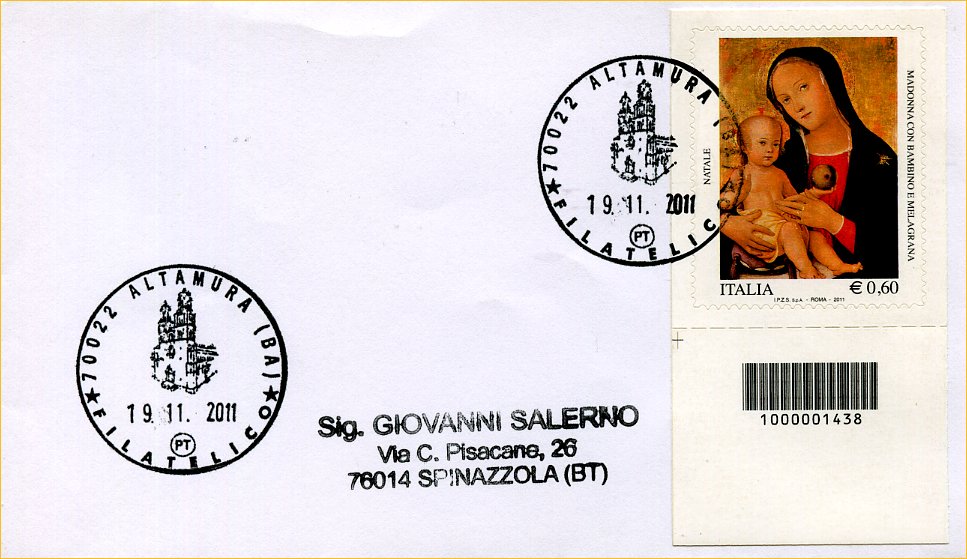 70022 ALTAMURA (BA)
19.11. 2011
PT
★ FILATELICO ★
NATALE
MADONNA CON BAMBINO E MELAGRANA
ITALIA € 0,60
I.P.Z.S. S.p.A. - ROMA - 2011
1000001438
70022 ALTAMURA (BA)
19.11. 2011
PT
★ FILATELICO ★
Sig. GIOVANNI SALERNO
Via C. Pisacane, 26
76014 SPINAZZOLA (BT)